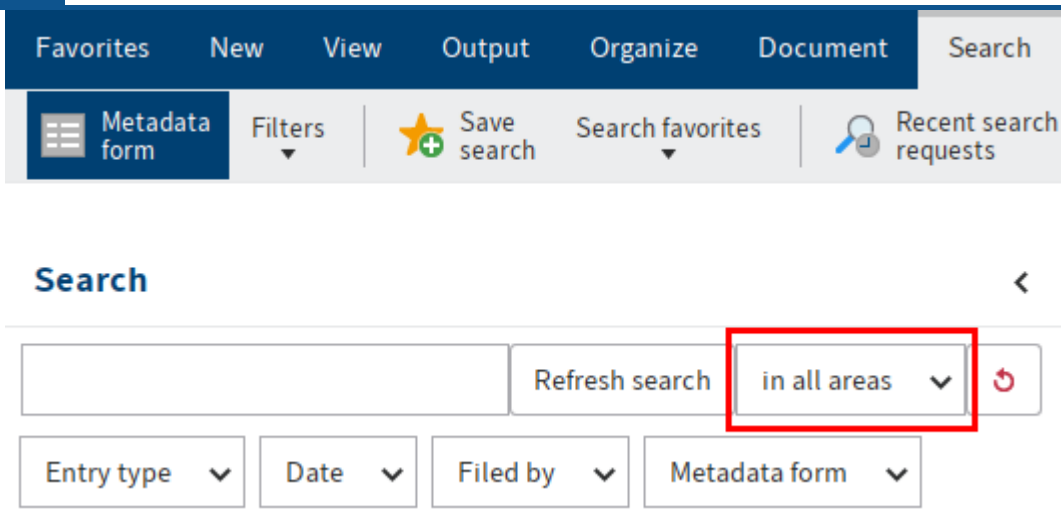 Favorites New View Output Organize Document Search
Metadata form Filters Save search Search favorites Recent search requests
Search
Refresh search in all areas
Entry type Date Filed by Metadata form